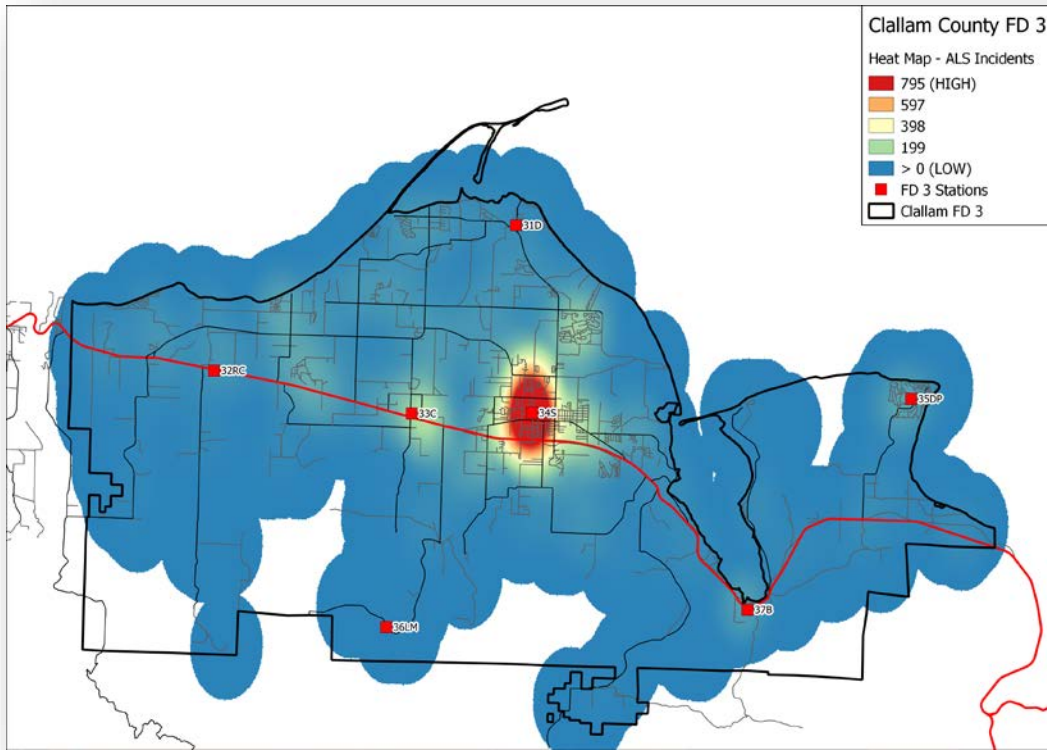 Clallam County FD 3
Heat Map - ALS Incidents
795 (HIGH)
597
398
199
> 0 (LOW)
FD 3 Stations
Clallam FD 3
31D
32RC
33C
34S
35DP
37B
36LM